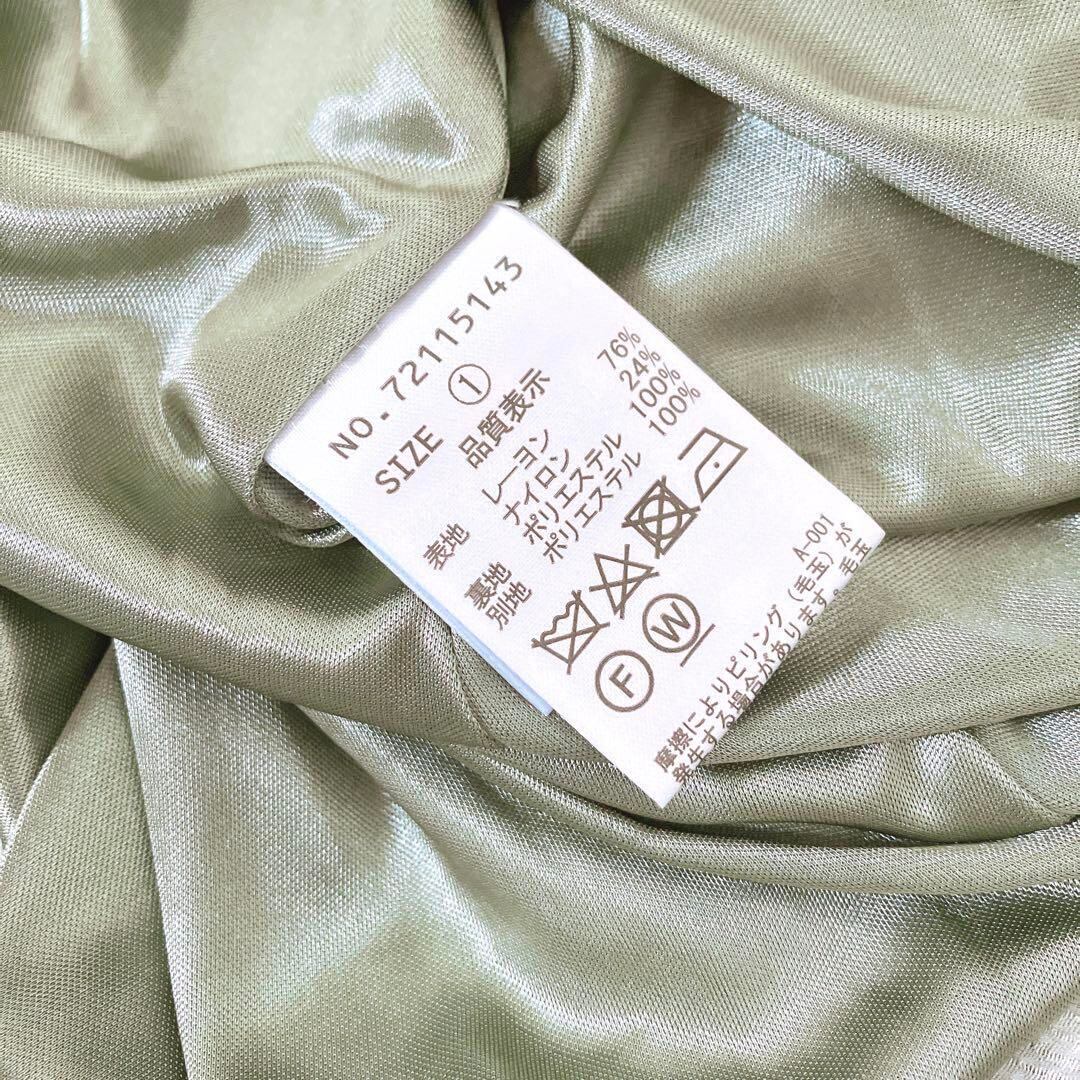 NO.72115143
SIZE ①
品質表示
表地 レーヨン 76%
ナイロン 24%
裏地 ポリエステル 100%
別地 ポリエステル 100%
F W
A-001
摩擦によりピリング(毛玉)が
発生する場合があります。毛玉